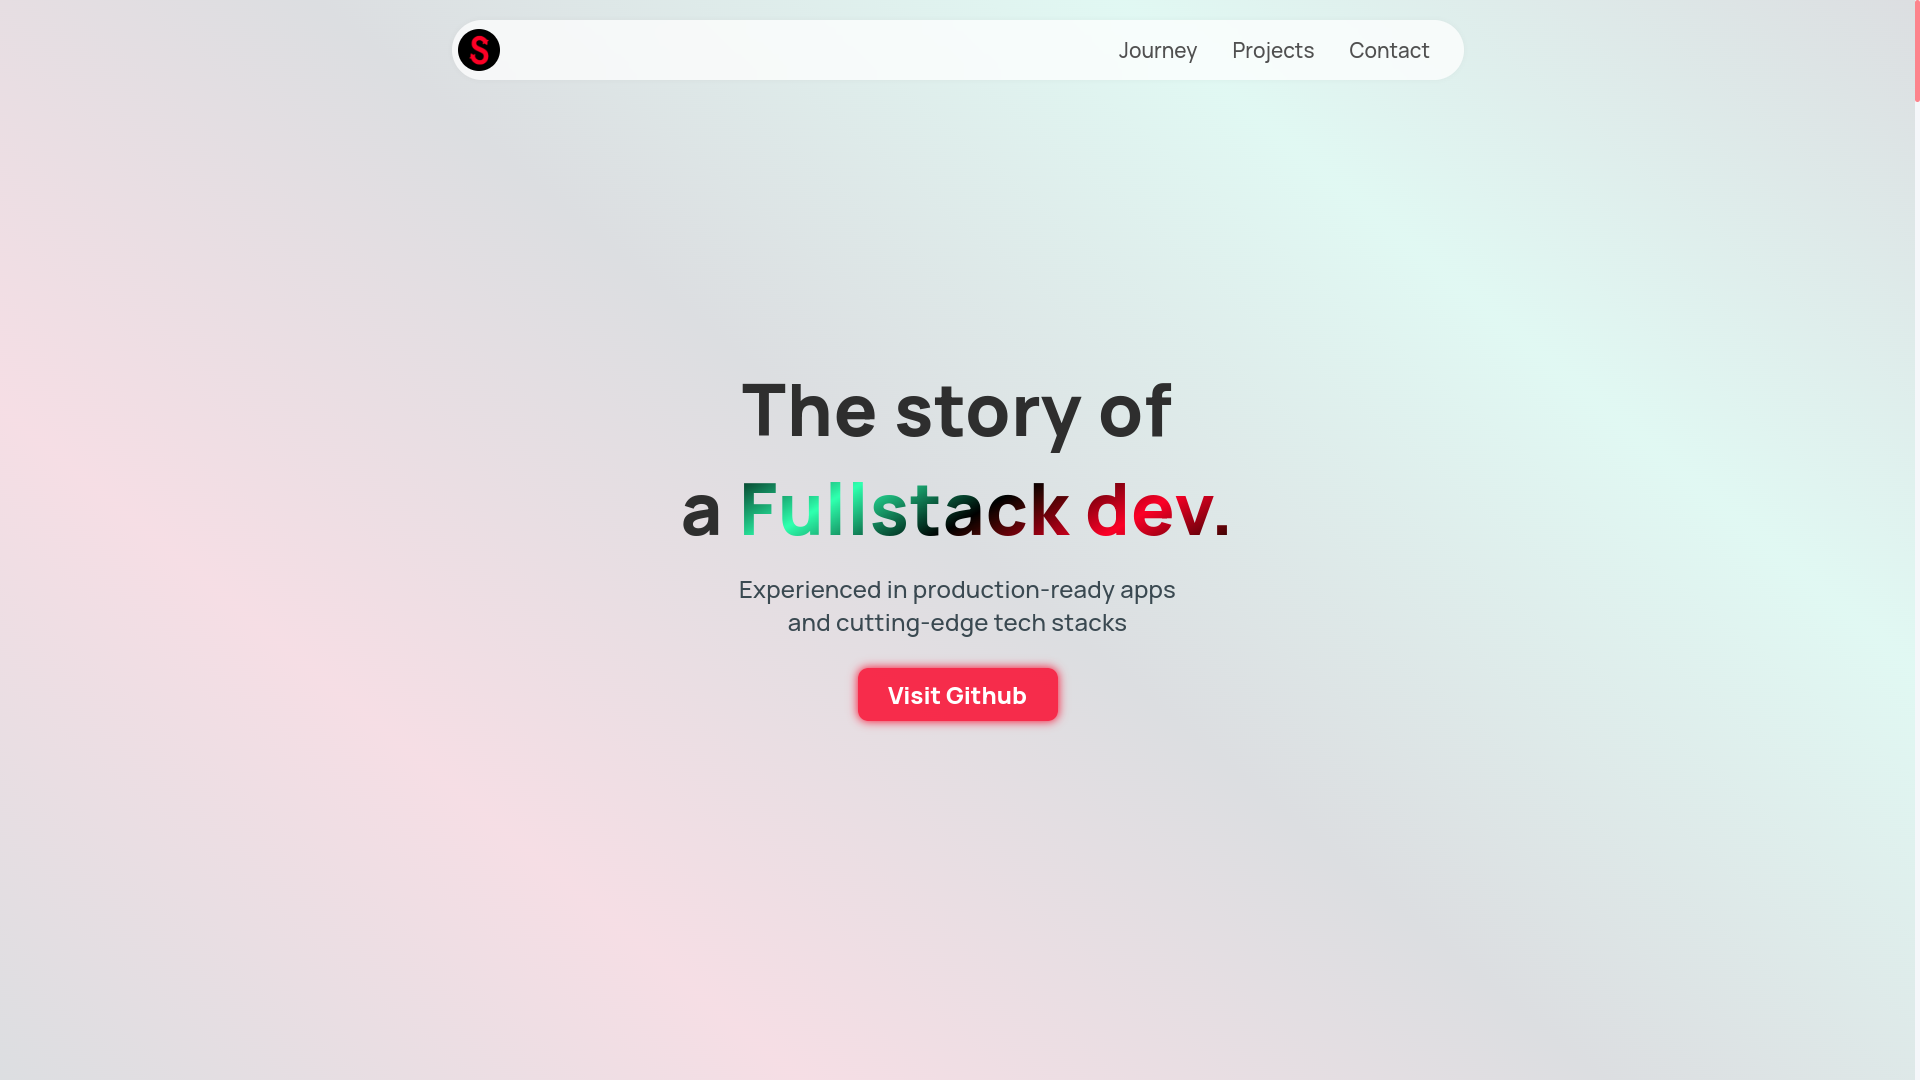 S
Journey
Projects
Contact
The story of
a Fullstack dev.
Experienced in production-ready apps
and cutting-edge tech stacks
Visit Github